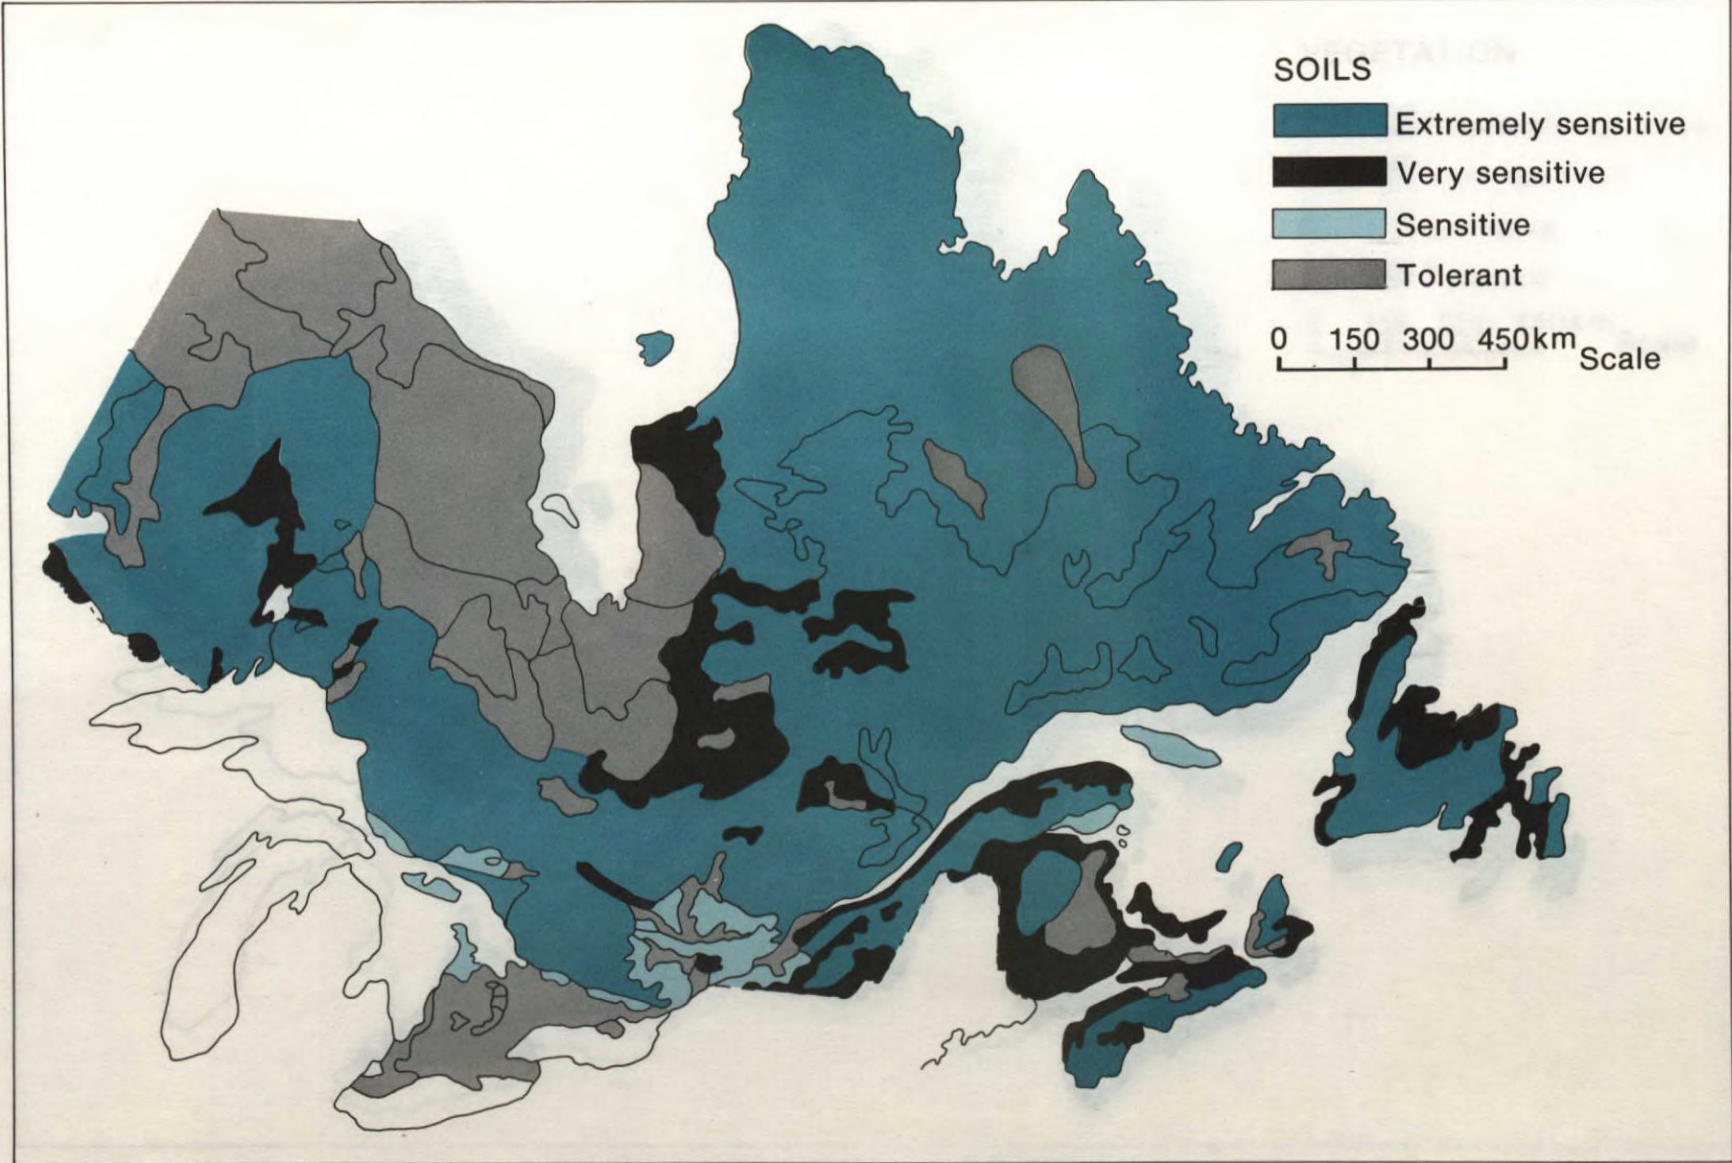 SOILS
Extremely sensitive
Very sensitive
Sensitive
Tolerant
0 150 300 450km
Scale